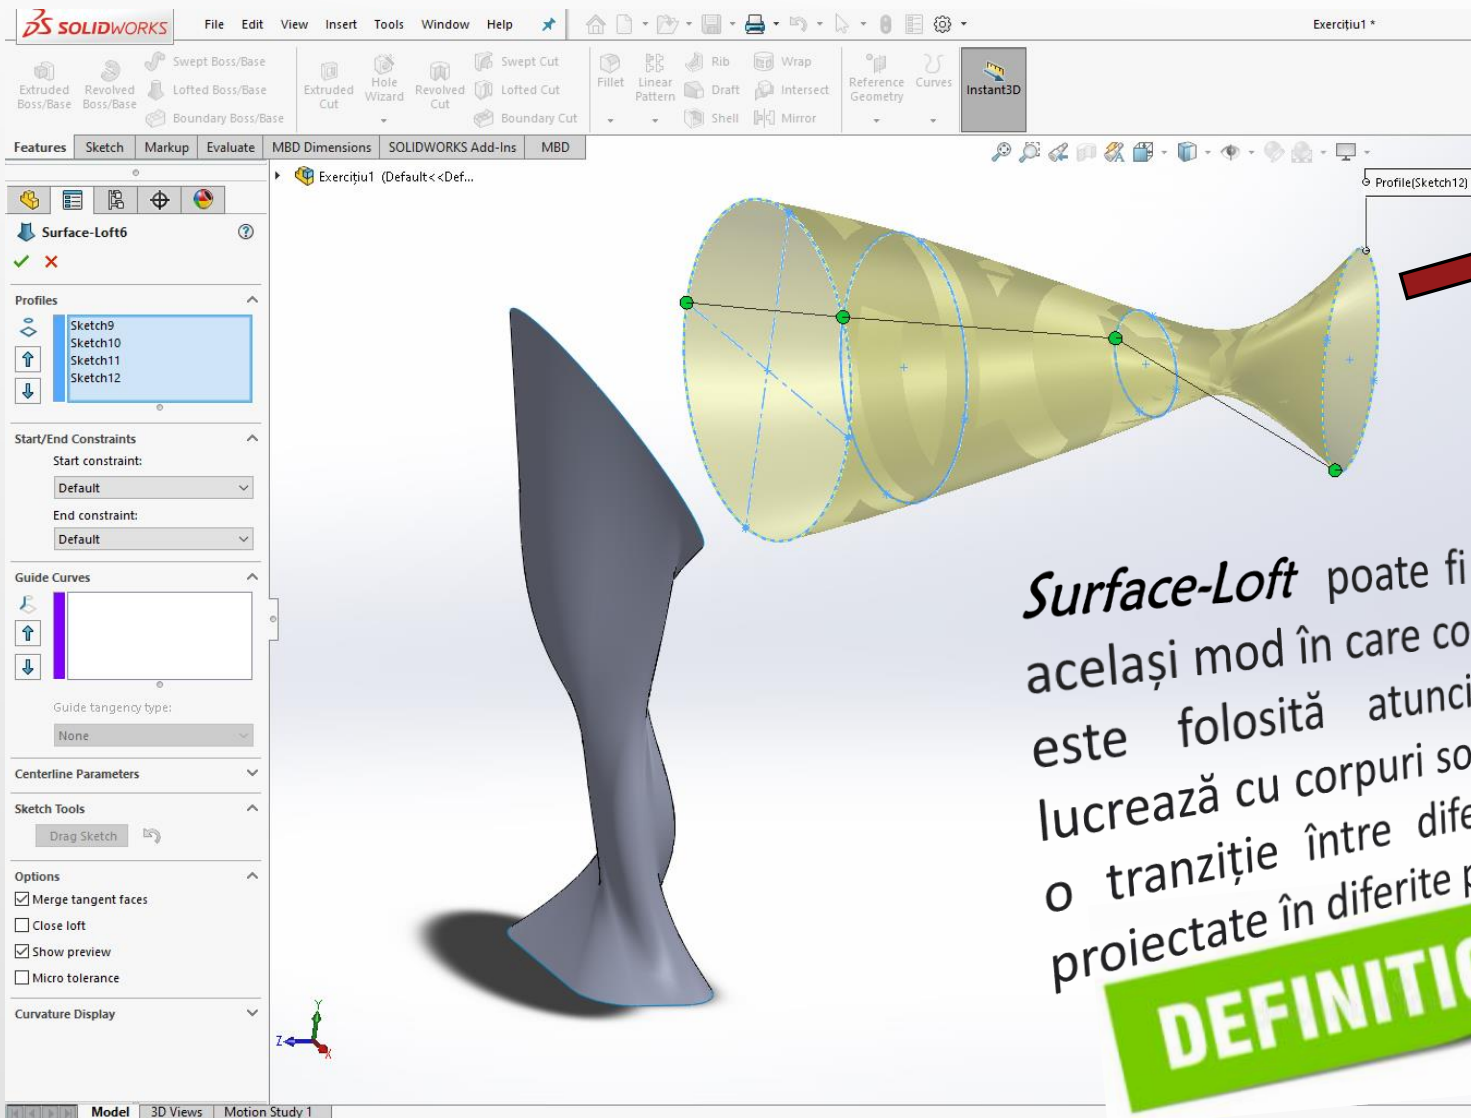 SOLIDWORKS File Edit View Insert Tools Window Help Exercițiu1 *
Extruded Boss/Base
Revolved Boss/Base
Swept Boss/Base
Lofted Boss/Base
Boundary Boss/Base
Extruded Cut
Hole Wizard
Revolved Cut
Swept Cut
Lofted Cut
Boundary Cut
Fillet
Linear Pattern
Rib
Draft
Shell
Wrap
Intersect
Mirror
Reference Geometry
Curves
Instant3D
Features Sketch Markup Evaluate MBD Dimensions SOLIDWORKS Add-Ins MBD
Exercițiu1 (Default<<Def...
Profile(Sketch12)
Surface-Loft6
Profiles
Sketch9
Sketch10
Sketch11
Sketch12
Start/End Constraints
Start constraint:
Default
End constraint:
Default
Guide Curves
Guide tangency type:
None
Centerline Parameters
Sketch Tools
Drag Sketch
Options
Merge tangent faces
Close loft
Show preview
Micro tolerance
Curvature Display
Y
Z
X
Surface-Loft poate fi
același mod în care co
este folosită atunci
lucrează cu corpuri so
o tranziție între dife
proiectate în diferite p
DEFINITIO
Model 3D Views Motion Study 1